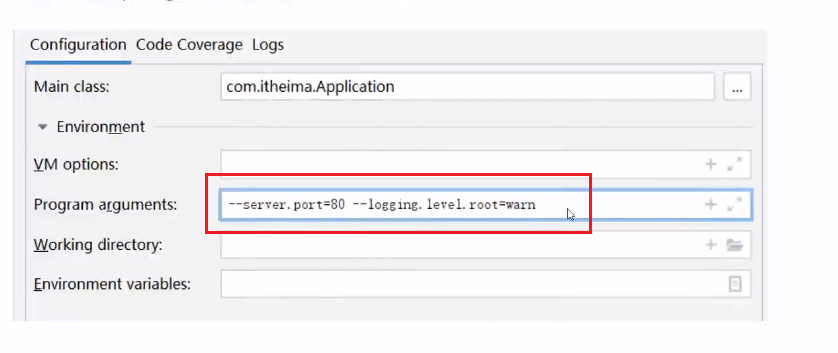 Configuration Code Coverage Logs
Main class: com.itheima.Application ...
Environment
VM options:
Program arguments: --server.port=80 --logging.level.root=warn
Working directory:
Environment variables: